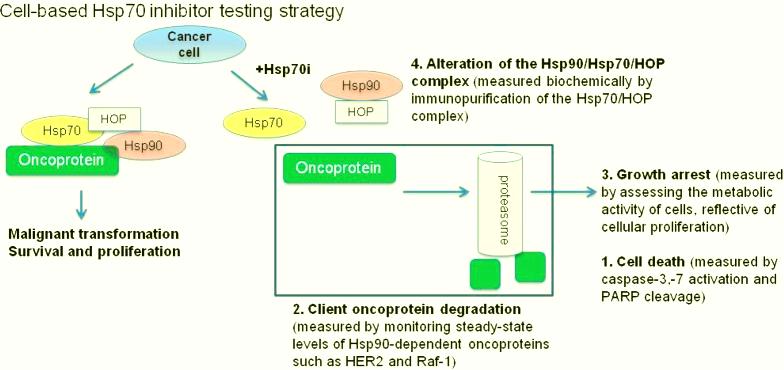 Cell-based Hsp70 inhibitor testing strategy
Cancer
cell
+Hsp70i
Hsp90
HOP
Hsp70
4. Alteration of the Hsp90/Hsp70/HOP
complex (measured biochemically by
immunopurification of the Hsp70/HOP
complex)
HOP
Hsp70
Hsp90
Oncoprotein
Malignant transformation
Survival and proliferation
Oncoprotein
proteasome
3. Growth arrest (measured
by assessing the metabolic
activity of cells, reflective of
cellular proliferation)
1. Cell death (measured by
caspase-3,-7 activation and
PARP cleavage)
2. Client oncoprotein degradation
(measured by monitoring steady-state
levels of Hsp90-dependent oncoproteins
such as HER2 and Raf-1)